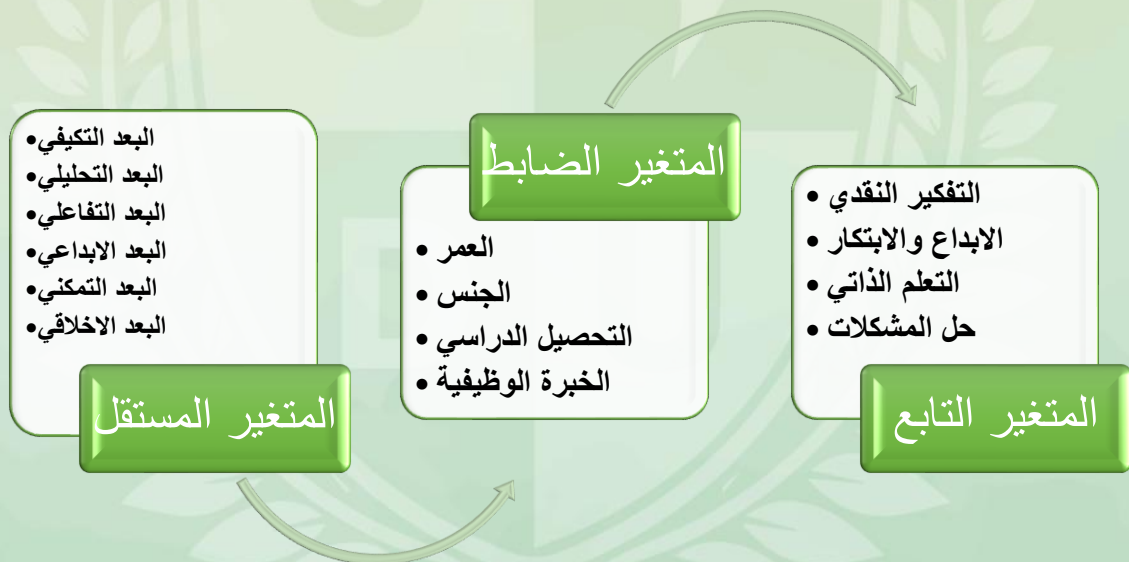 البعد التكيفي•
البعد التحليلي•
البعد التفاعلي•
البعد الابداعي•
البعد التمكني•
البعد الاخلاقي•
المتغير المستقل
المتغير الضابط
العمر •
الجنس •
التحصيل الدراسي •
الخبرة الوظيفية •
التفكير النقدي •
الابداع والابتكار •
التعلم الذاتي •
حل المشكلات •
المتغير التابع